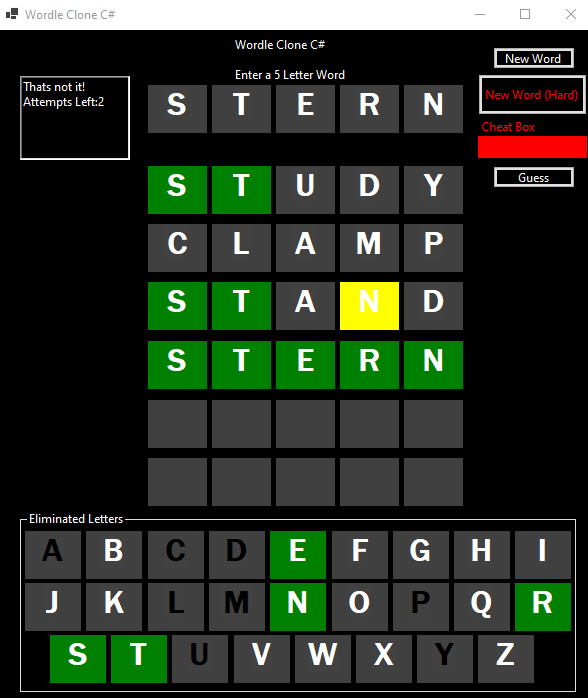 Wordle Clone C#
Wordle Clone C#
New Word
Enter a 5 Letter Word
Thats not it!
Attempts Left:2
S T E R N
New Word (Hard)
Cheat Box
Guess
S T U D Y
C L A M P
S T A N D
S T E R N
Eliminated Letters
A B C D E F G H I
J K L M N O P Q R
S T U V W X Y Z